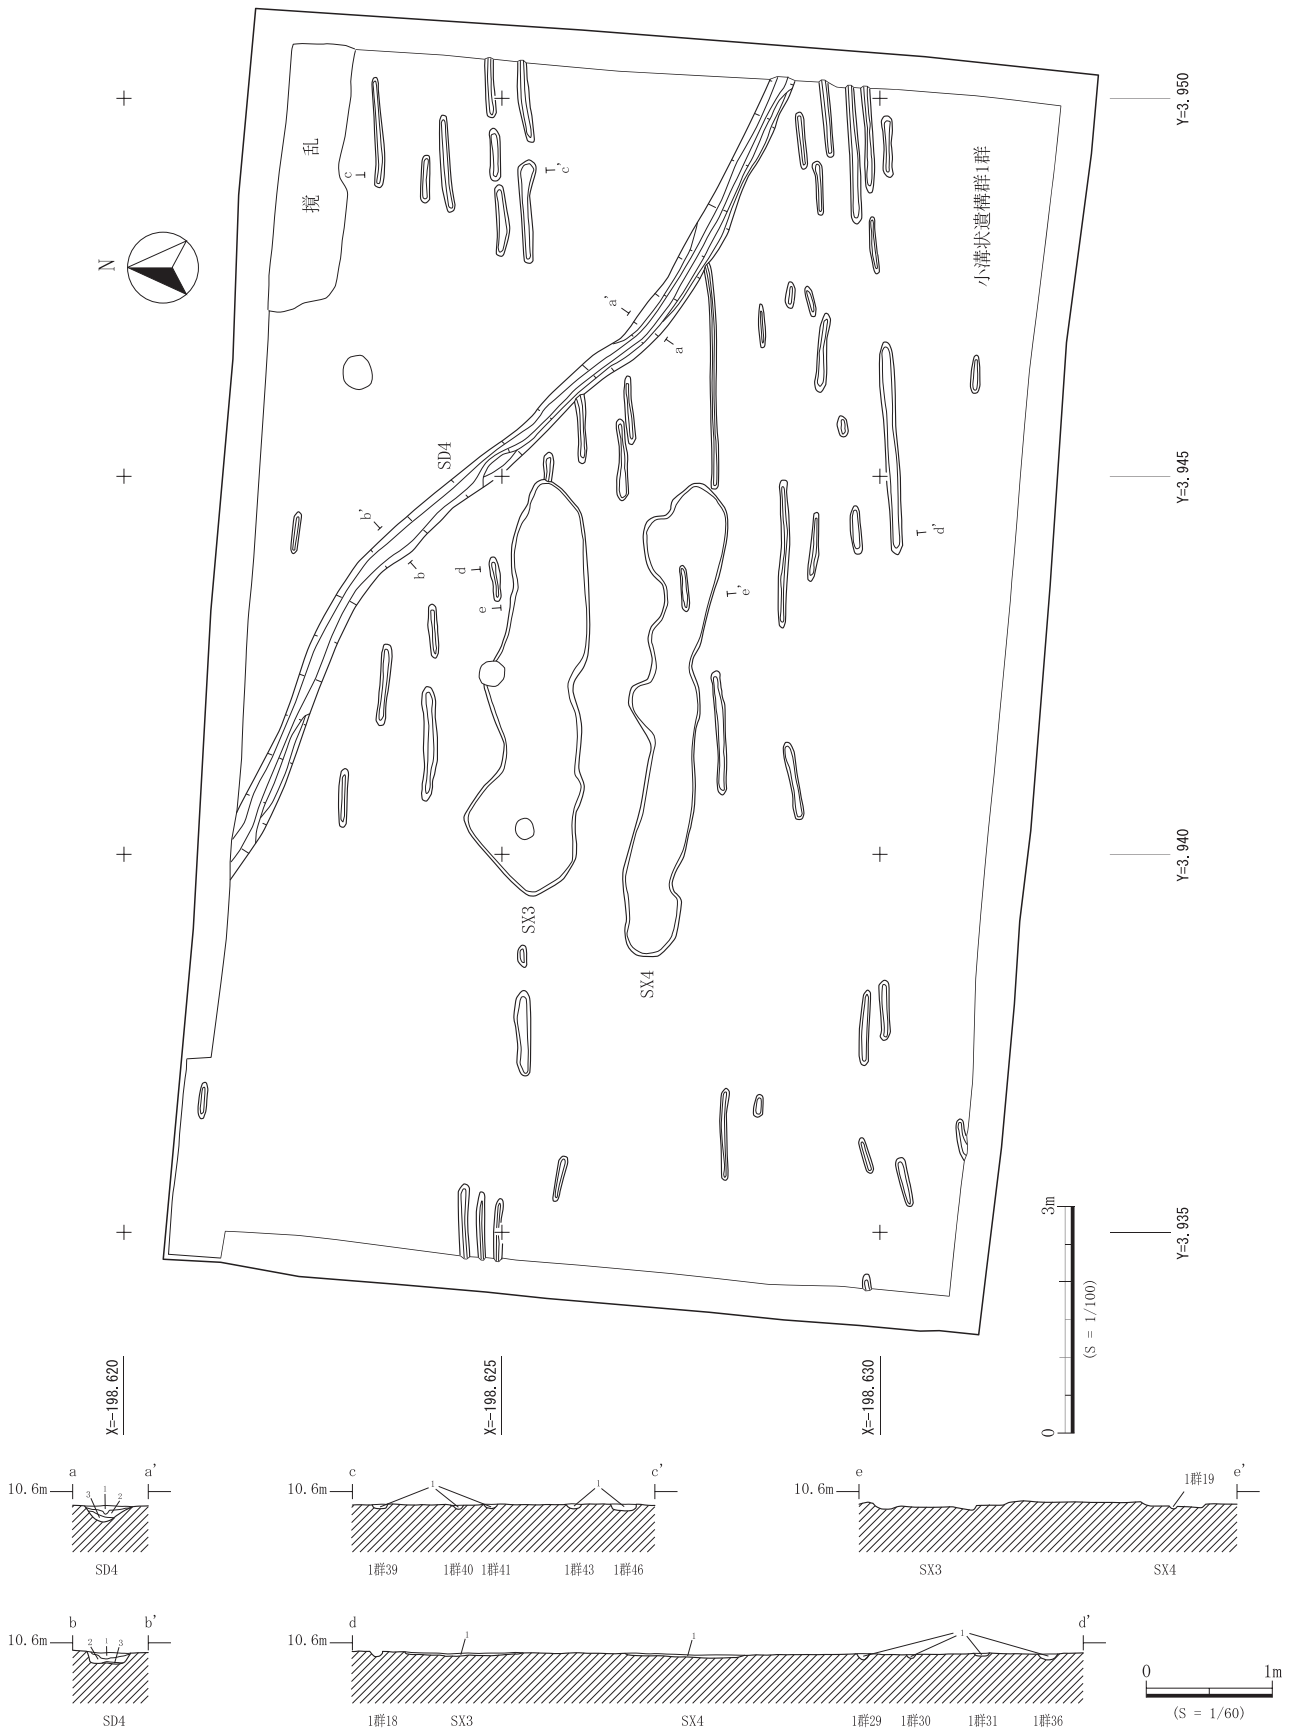 Y=3.950
撹 乱
c
c'
小溝状遺構群1群
N
a'
a
SD4
Y=3.945
b'
b
d
d'
e
e'
Y=3.940
SX3
SX4
3m
Y=3.935
(S = 1/100)
0
X=-198.620
X=-198.625
X=-198.630
a a'
10.6m
3 1 2
SD4
c c'
10.6m
1 1
1群39 1群40 1群41 1群43 1群46
e e'
10.6m
1群19
SX3 SX4
b b'
10.6m
2 1 3
SD4
d d'
10.6m
1 1 1
1群18 SX3 SX4 1群29 1群30 1群31 1群36
0 1m
(S = 1/60)